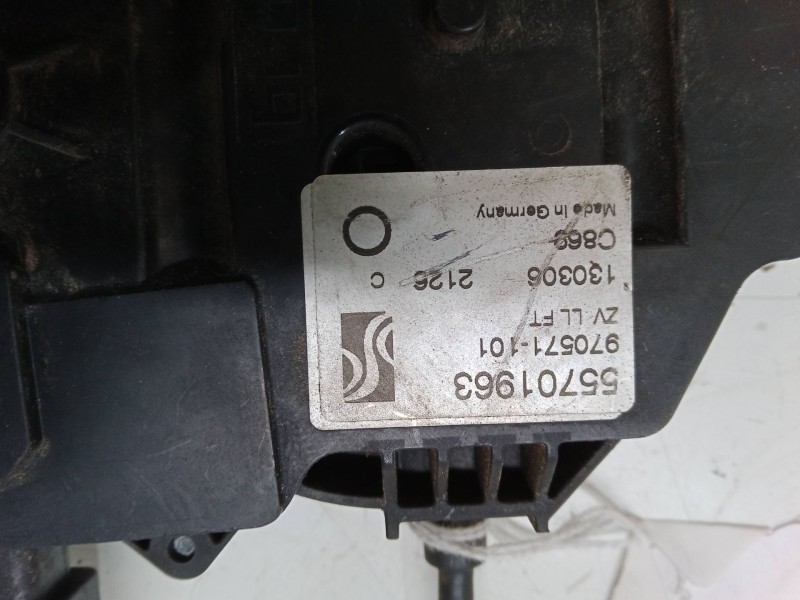 55701963
970571-101
ZV LL FT
130306 2126 C
C869
Made in Germany